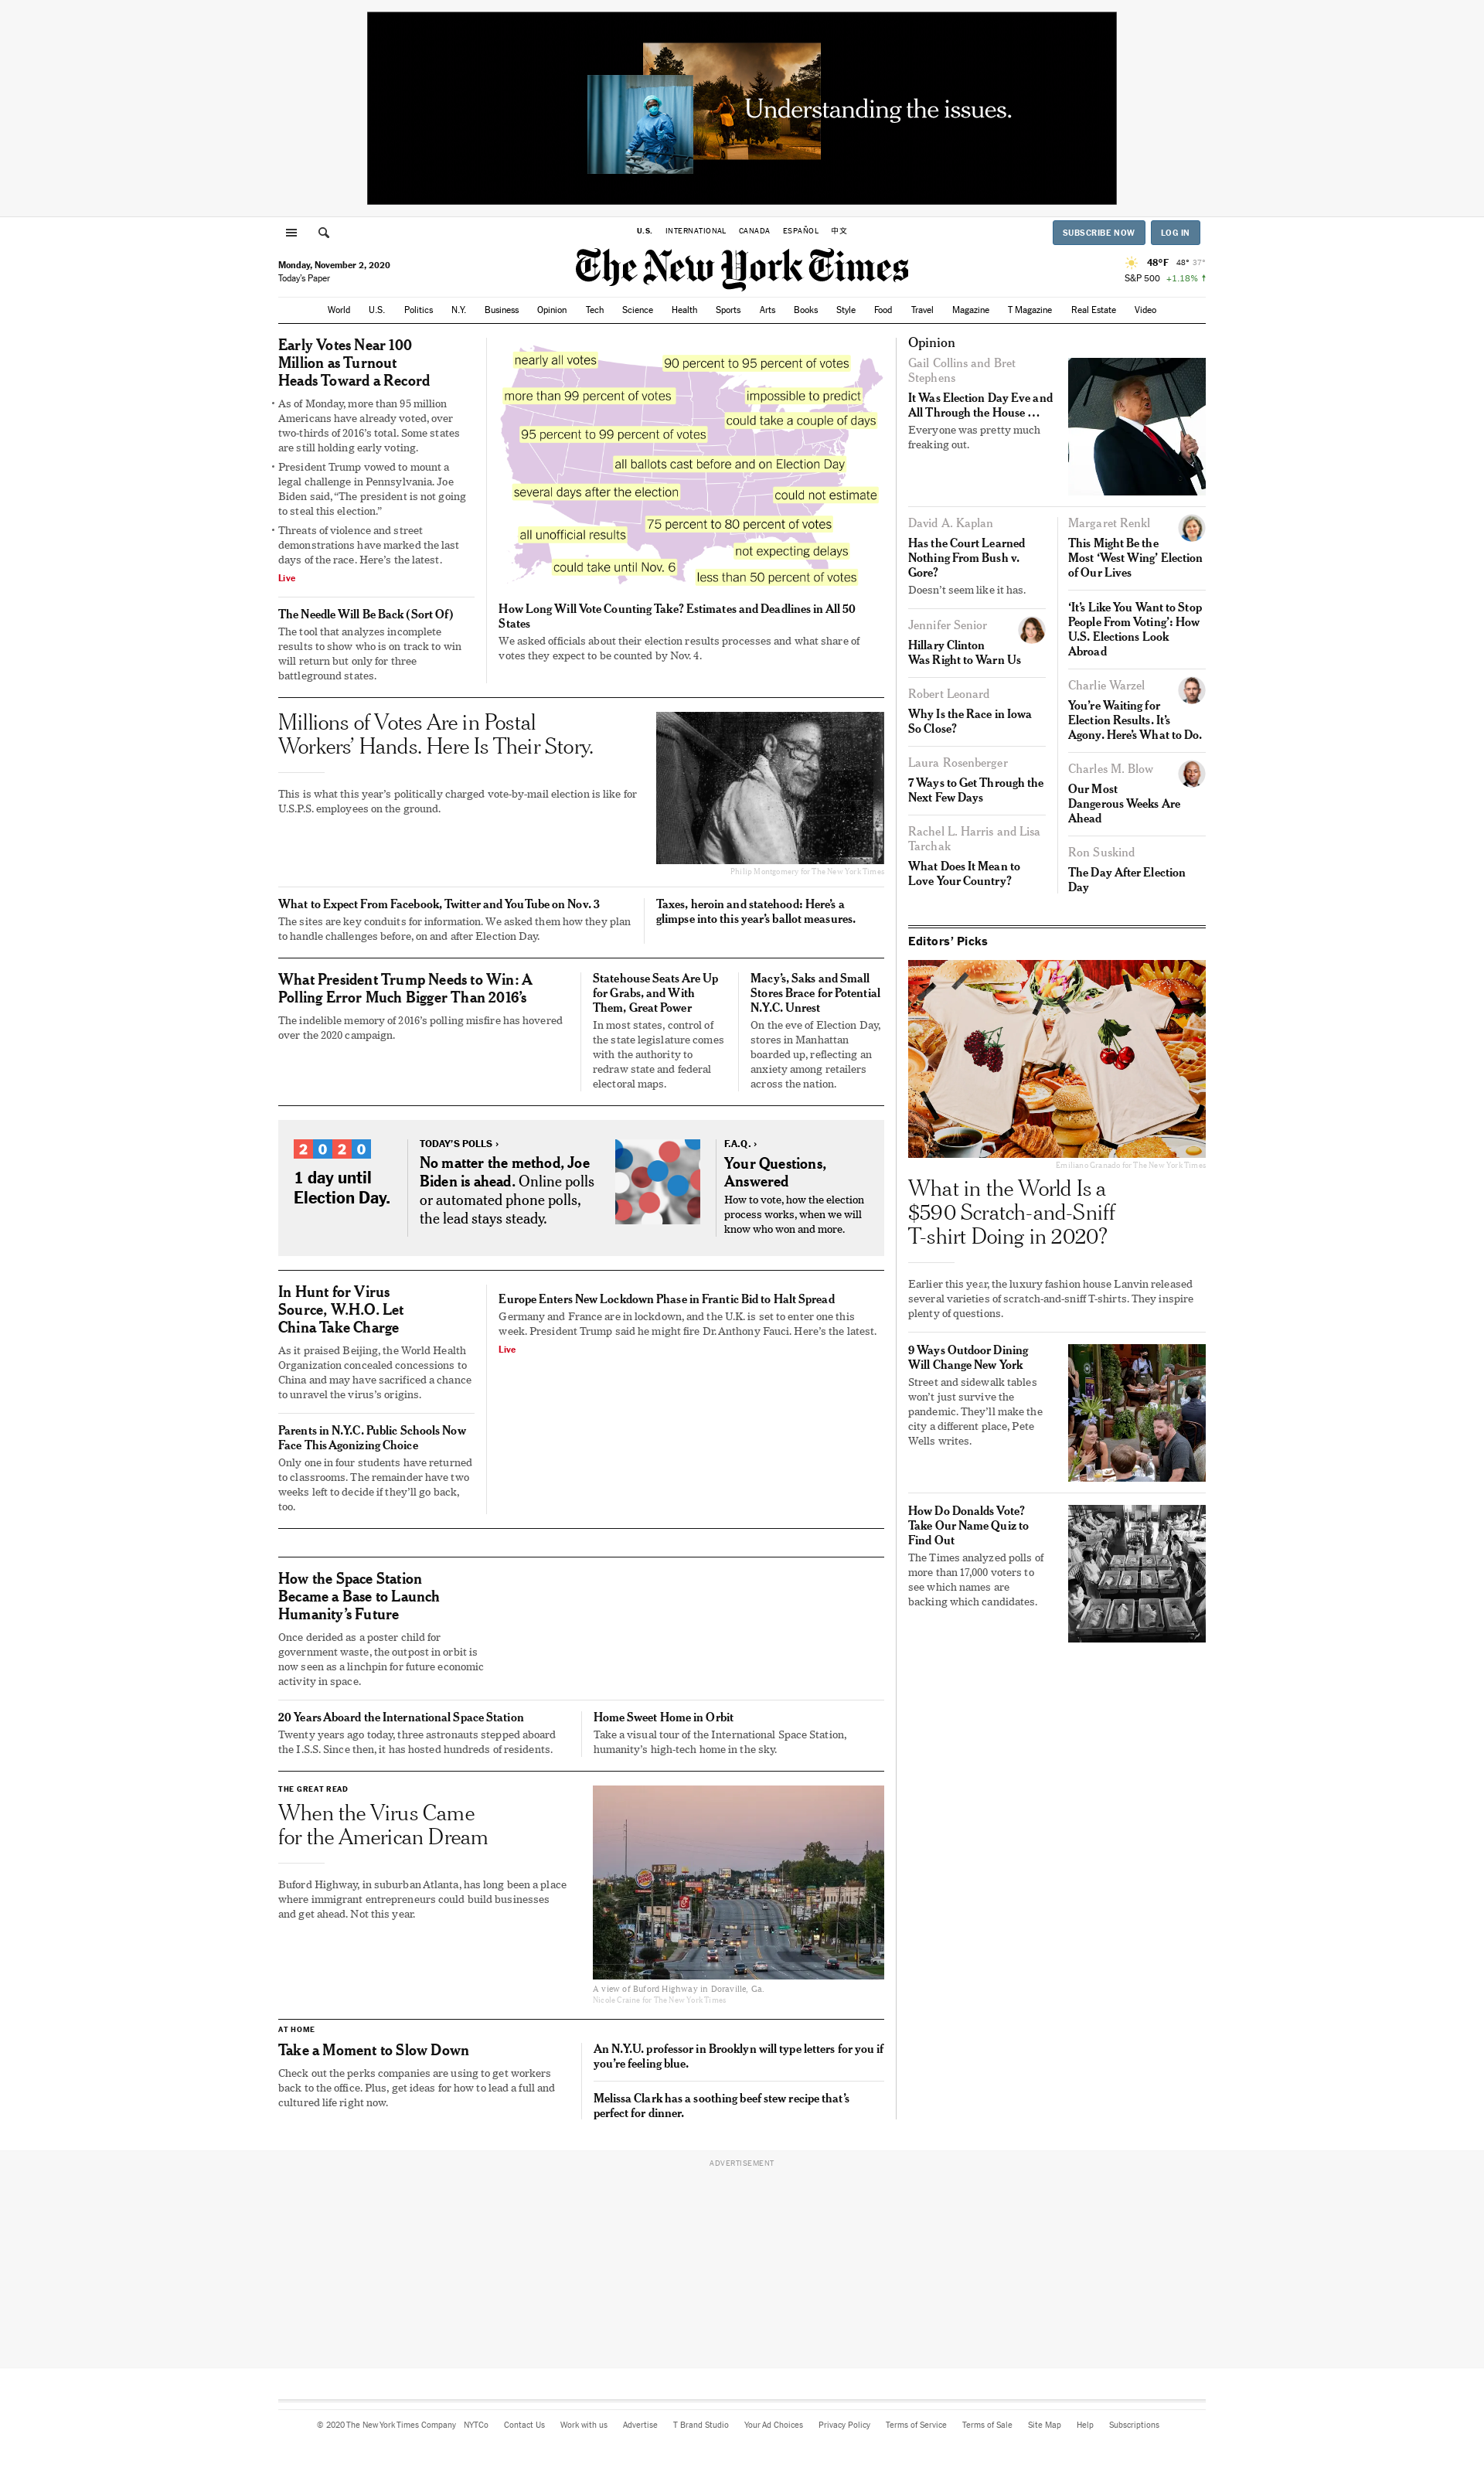 Understanding the issues.
U.S. INTERNATIONAL CANADA ESPAÑOL 中文
SUBSCRIBE NOW LOG IN
Monday, November 2, 2020
Today's Paper
The New York Times
48°F 48° 37°
S&P 500 +1.18% ↑
World U.S. Politics N.Y. Business Opinion Tech Science Health Sports Arts Books Style Food Travel Magazine T Magazine Real Estate Video
Early Votes Near 100
Million as Turnout
Heads Toward a Record
• As of Monday, more than 95 million
Americans have already voted, over
two-thirds of 2016's total. Some states
are still holding early voting.
• President Trump vowed to mount a
legal challenge in Pennsylvania. Joe
Biden said, “The president is not going
to steal this election.”
• Threats of violence and street
demonstrations have marked the last
days of the race. Here's the latest.
Live
The Needle Will Be Back (Sort Of)
The tool that analyzes incomplete
results to show who is on track to win
will return but only for three
battleground states.
nearly all votes
90 percent to 95 percent of votes
more than 99 percent of votes
impossible to predict
could take a couple of days
95 percent to 99 percent of votes
all ballots cast before and on Election Day
several days after the election
could not estimate
75 percent to 80 percent of votes
all unofficial results
not expecting delays
could take until Nov. 6
less than 50 percent of votes
How Long Will Vote Counting Take? Estimates and Deadlines in All 50
States
We asked officials about their election results processes and what share of
votes they expect to be counted by Nov. 4.
Millions of Votes Are in Postal
Workers’ Hands. Here Is Their Story.
This is what this year's politically charged vote-by-mail election is like for
U.S.P.S. employees on the ground.
Philip Montgomery for The New York Times
What to Expect From Facebook, Twitter and YouTube on Nov. 3
The sites are key conduits for information. We asked them how they plan
to handle challenges before, on and after Election Day.
Taxes, heroin and statehood: Here’s a
glimpse into this year’s ballot measures.
What President Trump Needs to Win: A
Polling Error Much Bigger Than 2016’s
The indelible memory of 2016's polling misfire has hovered
over the 2020 campaign.
Statehouse Seats Are Up
for Grabs, and With
Them, Great Power
In most states, control of
the state legislature comes
with the authority to
redraw state and federal
electoral maps.
Macy’s, Saks and Small
Stores Brace for Potential
N.Y.C. Unrest
On the eve of Election Day,
stores in Manhattan
boarded up, reflecting an
anxiety among retailers
across the nation.
2020
1 day until
Election Day.
TODAY'S POLLS ›
No matter the method, Joe
Biden is ahead. Online polls
or automated phone polls,
the lead stays steady.
F.A.Q. ›
Your Questions,
Answered
How to vote, how the election
process works, when we will
know who won and more.
In Hunt for Virus
Source, W.H.O. Let
China Take Charge
As it praised Beijing, the World Health
Organization concealed concessions to
China and may have sacrificed a chance
to unravel the virus's origins.
Parents in N.Y.C. Public Schools Now
Face This Agonizing Choice
Only one in four students have returned
to classrooms. The remainder have two
weeks left to decide if they'll go back,
too.
Europe Enters New Lockdown Phase in Frantic Bid to Halt Spread
Germany and France are in lockdown, and the U.K. is set to enter one this
week. President Trump said he might fire Dr. Anthony Fauci. Here's the latest.
Live
How the Space Station
Became a Base to Launch
Humanity’s Future
Once derided as a poster child for
government waste, the outpost in orbit is
now seen as a linchpin for future economic
activity in space.
20 Years Aboard the International Space Station
Twenty years ago today, three astronauts stepped aboard
the I.S.S. Since then, it has hosted hundreds of residents.
Home Sweet Home in Orbit
Take a visual tour of the International Space Station,
humanity's high-tech home in the sky.
THE GREAT READ
When the Virus Came
for the American Dream
Buford Highway, in suburban Atlanta, has long been a place
where immigrant entrepreneurs could build businesses
and get ahead. Not this year.
A view of Buford Highway in Doraville, Ga.
Nicole Craine for The New York Times
AT HOME
Take a Moment to Slow Down
Check out the perks companies are using to get workers
back to the office. Plus, get ideas for how to lead a full and
cultured life right now.
An N.Y.U. professor in Brooklyn will type letters for you if
you’re feeling blue.
Melissa Clark has a soothing beef stew recipe that’s
perfect for dinner.
Opinion
Gail Collins and Bret
Stephens
It Was Election Day Eve and
All Through the House …
Everyone was pretty much
freaking out.
David A. Kaplan
Has the Court Learned
Nothing From Bush v.
Gore?
Doesn't seem like it has.
Jennifer Senior
Hillary Clinton
Was Right to Warn Us
Robert Leonard
Why Is the Race in Iowa
So Close?
Laura Rosenberger
7 Ways to Get Through the
Next Few Days
Rachel L. Harris and Lisa
Tarchak
What Does It Mean to
Love Your Country?
Margaret Renkl
This Might Be the
Most ‘West Wing’ Election
of Our Lives
‘It’s Like You Want to Stop
People From Voting’: How
U.S. Elections Look
Abroad
Charlie Warzel
You’re Waiting for
Election Results. It’s
Agony. Here’s What to Do.
Charles M. Blow
Our Most
Dangerous Weeks Are
Ahead
Ron Suskind
The Day After Election
Day
Editors’ Picks
Emiliano Granado for The New York Times
What in the World Is a
$590 Scratch-and-Sniff
T-shirt Doing in 2020?
Earlier this year, the luxury fashion house Lanvin released
several varieties of scratch-and-sniff T-shirts. They inspire
plenty of questions.
9 Ways Outdoor Dining
Will Change New York
Street and sidewalk tables
won't just survive the
pandemic. They'll make the
city a different place, Pete
Wells writes.
How Do Donalds Vote?
Take Our Name Quiz to
Find Out
The Times analyzed polls of
more than 17,000 voters to
see which names are
backing which candidates.
ADVERTISEMENT
© 2020 The New York Times Company NYTCo Contact Us Work with us Advertise T Brand Studio Your Ad Choices Privacy Policy Terms of Service Terms of Sale Site Map Help Subscriptions